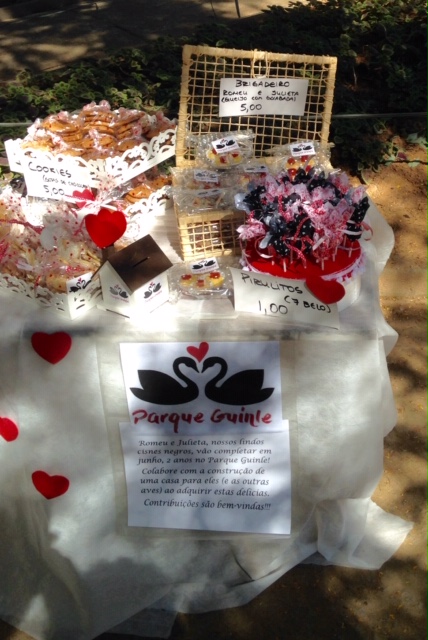 BRIGADEIRO
ROMEU E JULIETA
(QUEIJO COM GOIABADA)
5,00
COOKIES
3,00
PIRULITOS
(7 BELO)
1,00
Parque Guinle
Romeu e Julieta, nossos lindos
cisnes negros, vão completar em
junho, 2 anos no Parque Guinle!
Colabore com a construção de
uma casa para eles (e as outras
aves) ao adquirir estas delícias.
Contribuições são bem-vindas!!!